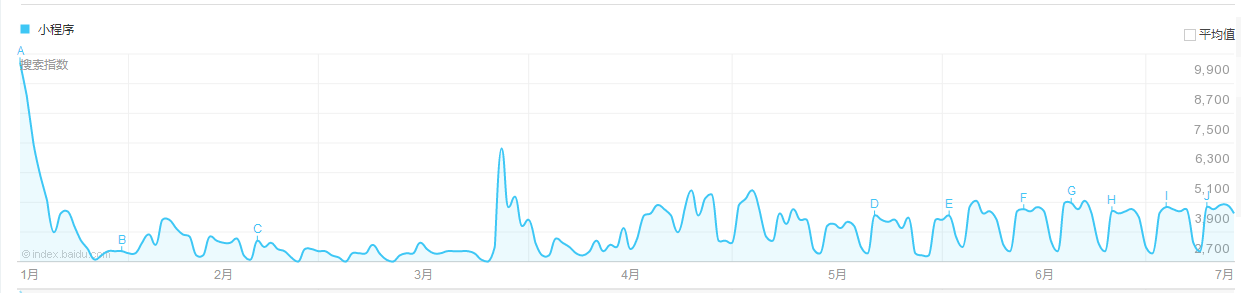 小程序
平均值
A
搜索指数
9,900
8,700
7,500
6,300
5,100
3,900
2,700
B
C
D
E
F
G
H
I
J
© index.baidu.com
1月 2月 3月 4月 5月 6月 7月